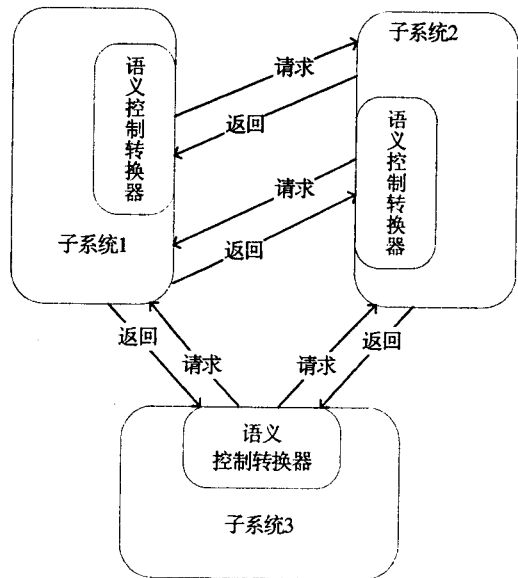 子系统2
语义控制转换器
请求
返回
语义控制转换器
请求
返回
子系统1
返回
请求
请求
返回
语义
控制转换器
子系统3